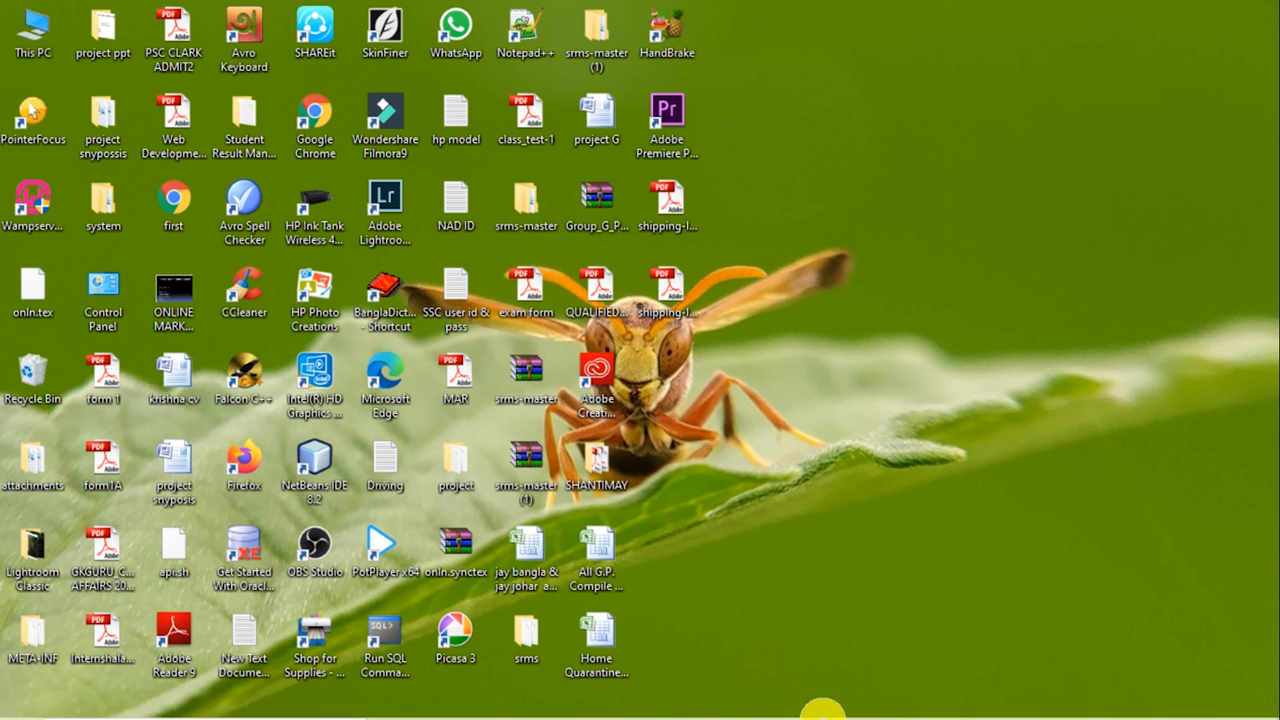 This PC
project ppt
PSC CLARK
ADMIT2
Avro
Keyboard
SHAREit
SkinFiner
WhatsApp
Notepad++
srms-master
(1)
HandBrake
PointerFocus
project
snypossis
Web
Developme...
Student
Result Man...
Google
Chrome
Wondershare
Filmora9
hp model
class_test-1
project G
Adobe
Premiere P...
Wampserv...
system
first
Avro Spell
Checker
HP Ink Tank
Wireless 4...
Adobe
Lightroo...
NAD ID
srms-master
Group_G_P...
shipping-l...
onln.tex
Control
Panel
ONLINE
MARK...
CCleaner
HP Photo
Creations
BanglaDict...
- Shortcut
SSC user id &
pass
exam form
QUALIFIED...
shipping-l...
Recycle Bin
form 1
krishna cv
Falcon C++
Intel(R) HD
Graphics ...
Microsoft
Edge
MAR
srms-master
Adobe
Creati...
attachments
form1A
project
snyposis
Firefox
NetBeans IDE
8.2
Driving
project
srms-master
(1)
SHANTIMAY
Lightroom
Classic
GKGURU_C...
AFFAIRS 20...
api.sh
Get Started
With Oracl...
OBS Studio
PotPlayer x64
onln.synctex
jay bangla &
jay johar a...
All G.P.
Compile ...
META-INF
Internshala...
Adobe
Reader 9
New Text
Docume...
Shop for
Supplies - ...
Run SQL
Comma...
Picasa 3
srms
Home
Quarantine...